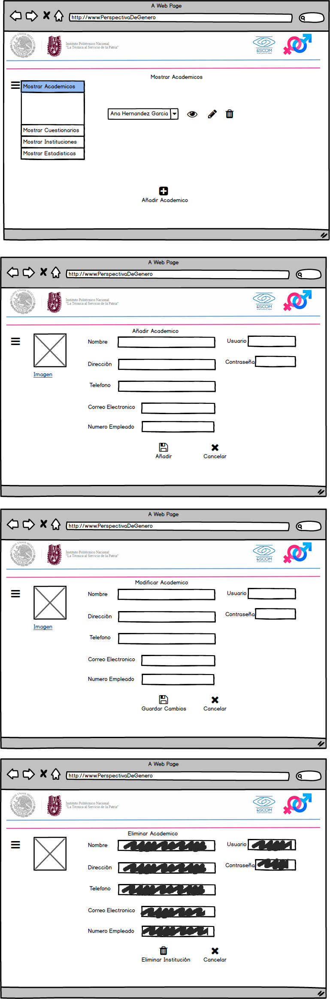 A Web Page
http://www.PerspectivaDeGenero
Instituto Politécnico Nacional
"La Técnica al Servicio de la Patria"
ESCOM
Mostrar Academicos
Mostrar Academicos
Ana Hernandez Garcia
Mostrar Cuestionarios
Mostrar Instituciones
Mostrar Estadisticas
Añadir Academico
A Web Page
http://www.PerspectivaDeGenero
Instituto Politécnico Nacional
"La Técnica al Servicio de la Patria"
ESCOM
Añadir Academico
Nombre
Usuario
Dirección
Contraseña
Imagen
Telefono
Correo Electronico
Numero Empleado
Añadir
Cancelar
A Web Page
http://www.PerspectivaDeGenero
Instituto Politécnico Nacional
"La Técnica al Servicio de la Patria"
ESCOM
Modificar Academico
Nombre
Usuario
Dirección
Contraseña
Imagen
Telefono
Correo Electronico
Numero Empleado
Guardar Cambios
Cancelar
A Web Page
http://www.PerspectivaDeGenero
Instituto Politécnico Nacional
"La Técnica al Servicio de la Patria"
ESCOM
Eliminar Academico
Nombre
Usuario
Dirección
Contraseña
Telefono
Correo Electronico
Numero Empleado
Eliminar Institución
Cancelar